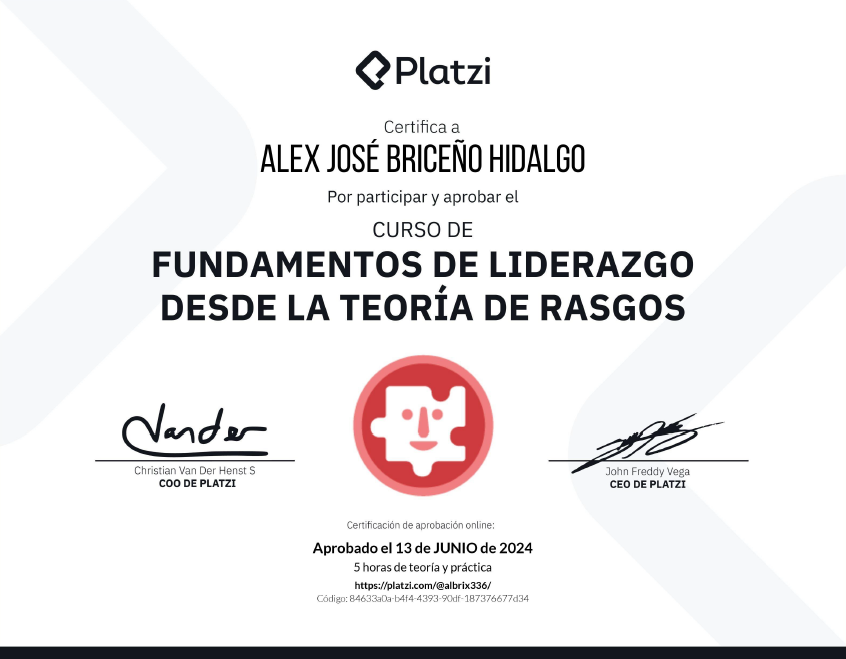 Platzi
Certifica a
ALEX JOSÉ BRICEÑO HIDALGO
Por participar y aprobar el
CURSO DE
FUNDAMENTOS DE LIDERAZGO
DESDE LA TEORÍA DE RASGOS
Vander
Christian Van Der Henst S
COO DE PLATZI
John Freddy Vega
CEO DE PLATZI
Certificación de aprobación online:
Aprobado el 13 de JUNIO de 2024
5 horas de teoría y práctica
https://platzi.com/@albrix336/
Código: 84633a0a-b4f4-4393-90df-187376677d34